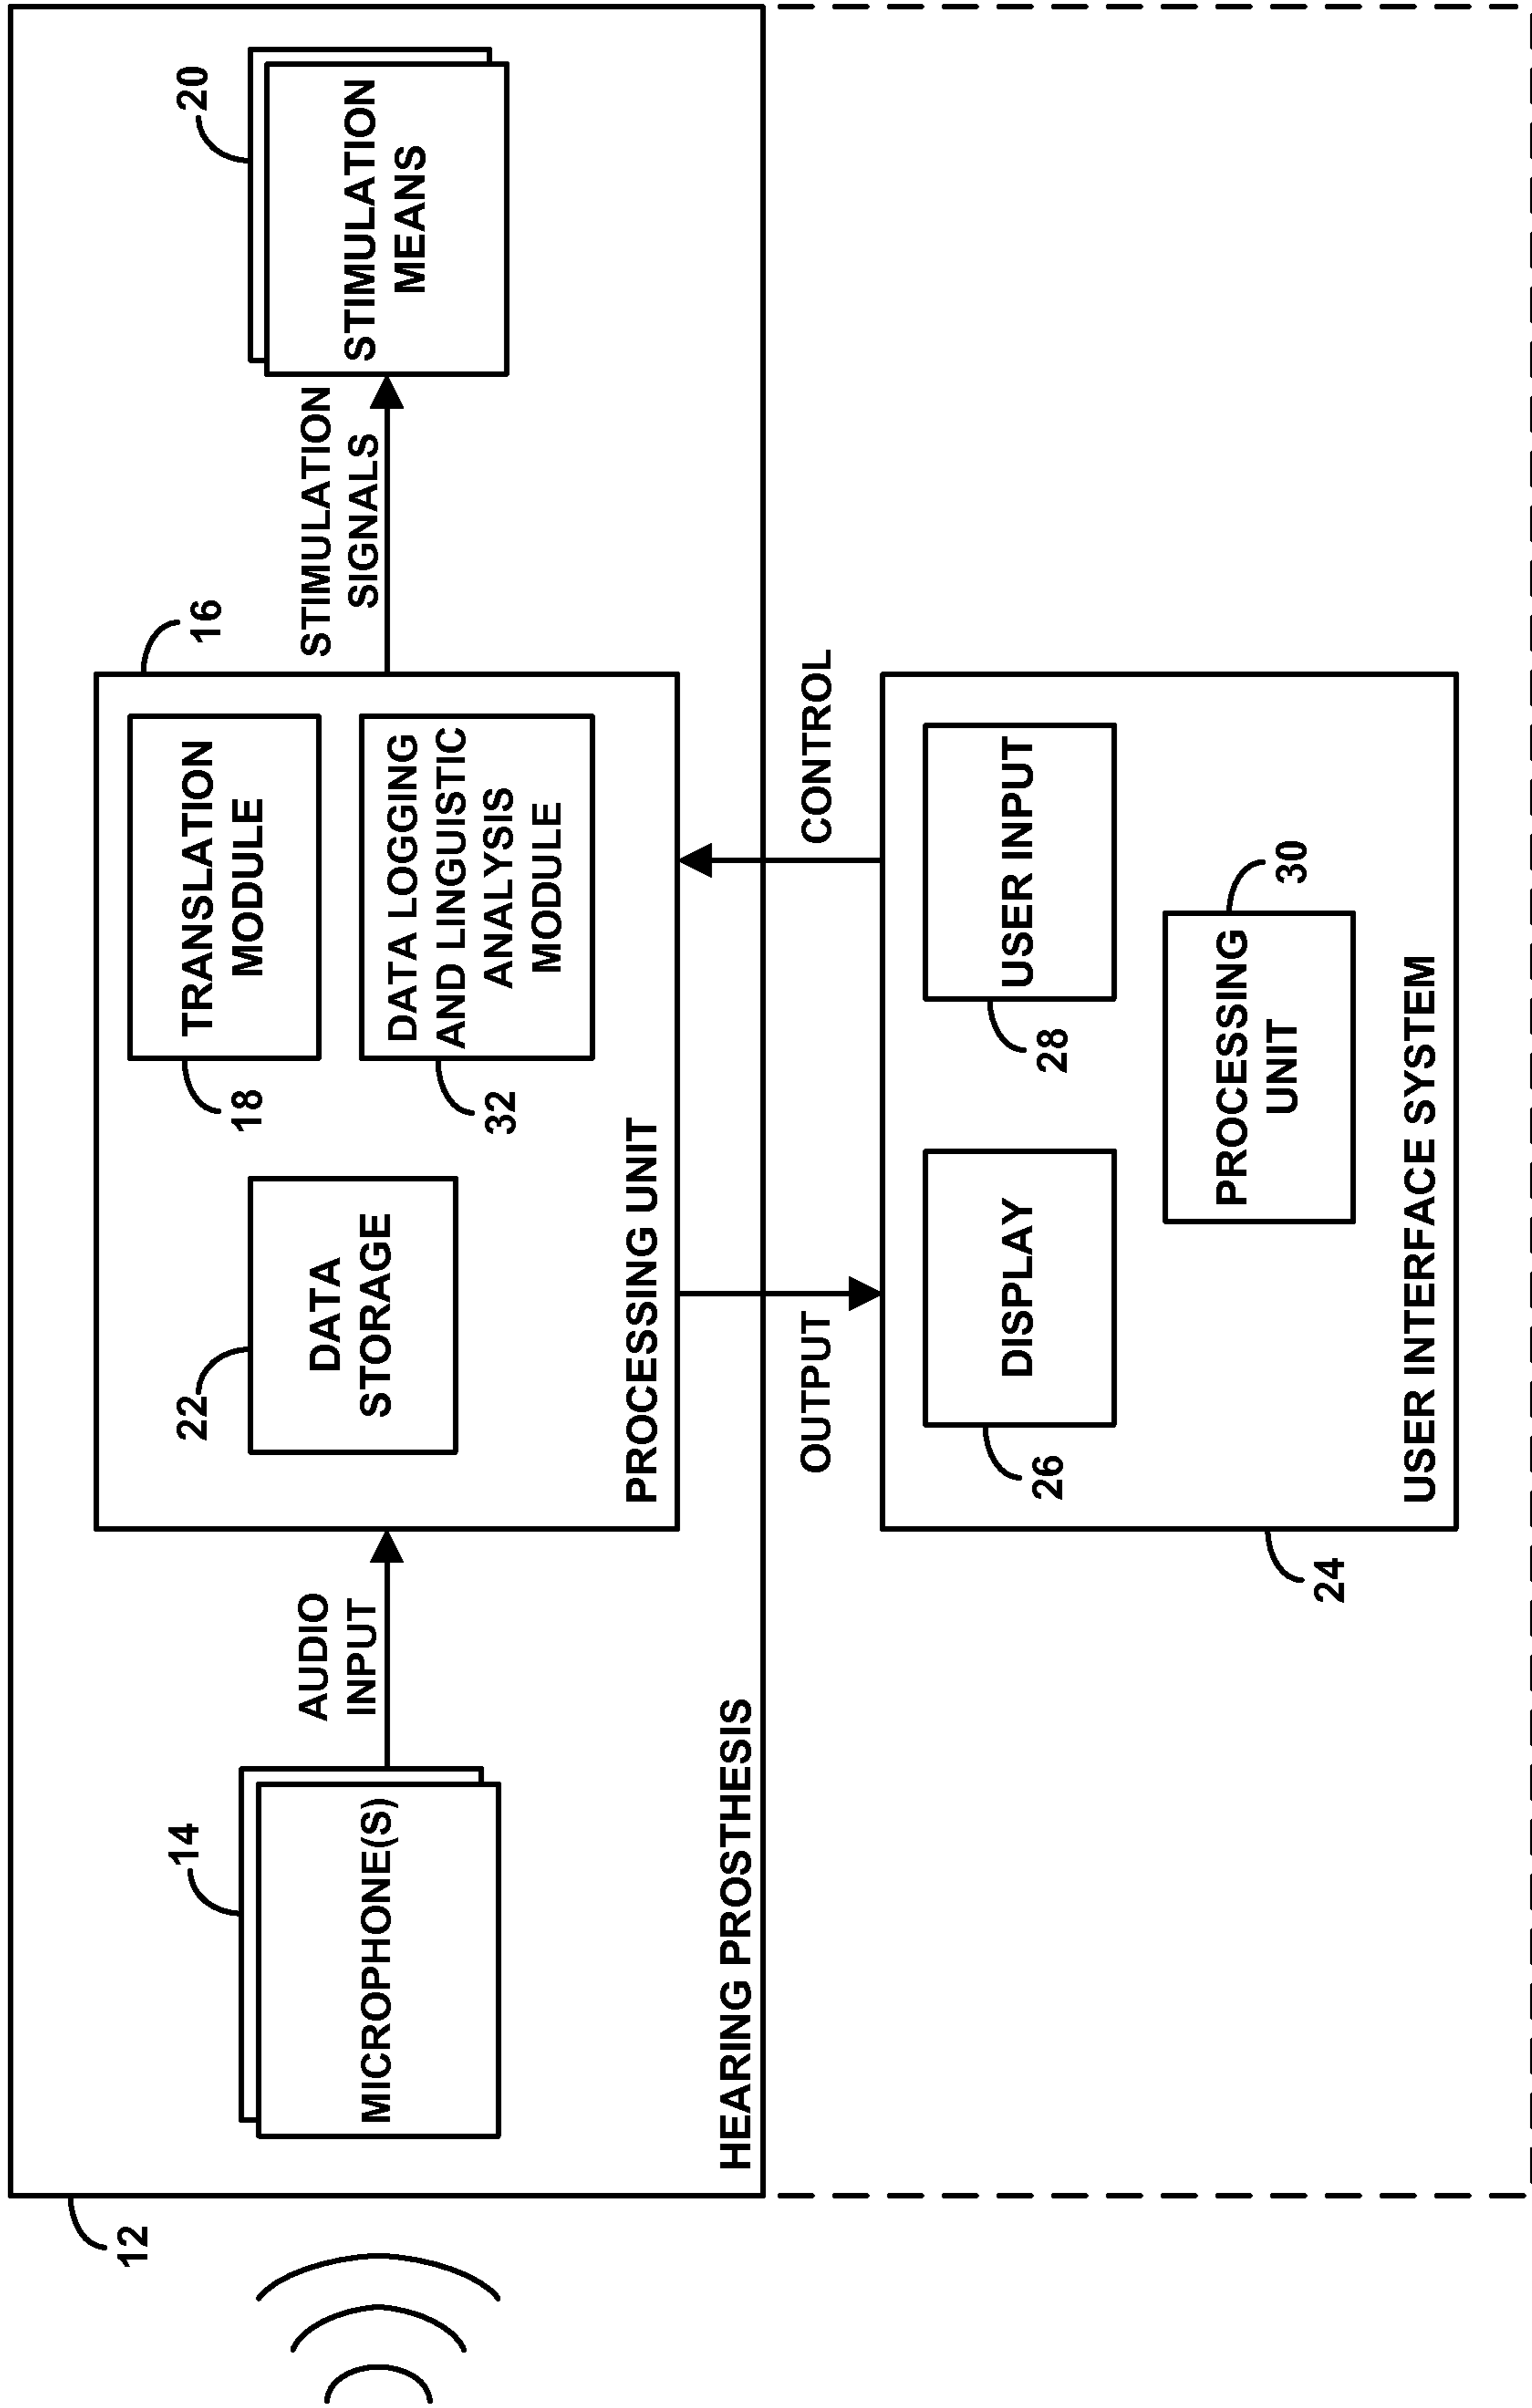 12
14
MICROPHONE(S)
AUDIO
INPUT
16
22
DATA
STORAGE
18
TRANSLATION
MODULE
32
DATA LOGGING
AND LINGUISTIC
ANALYSIS
MODULE
PROCESSING UNIT
STIMULATION
SIGNALS
20
STIMULATION
MEANS
HEARING PROSTHESIS
OUTPUT
CONTROL
24
26
DISPLAY
28
USER INPUT
30
PROCESSING
UNIT
USER INTERFACE SYSTEM